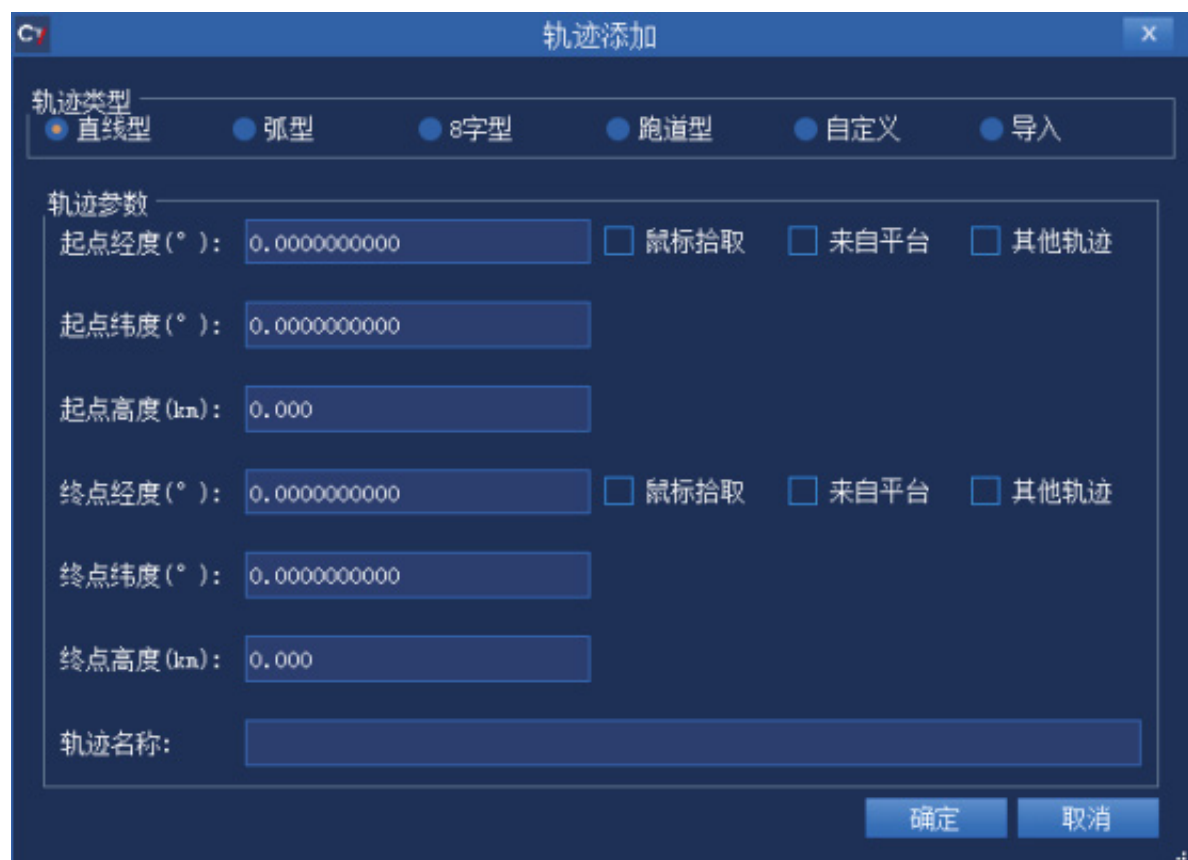 轨迹添加
轨迹类型
直线型 弧型 8字型 跑道型 自定义 导入
轨迹参数
起点经度(°): 0.0000000000 鼠标拾取 来自平台 其他轨迹
起点纬度(°): 0.0000000000
起点高度(km): 0.000
终点经度(°): 0.0000000000 鼠标拾取 来自平台 其他轨迹
终点纬度(°): 0.0000000000
终点高度(km): 0.000
轨迹名称:
确定 取消